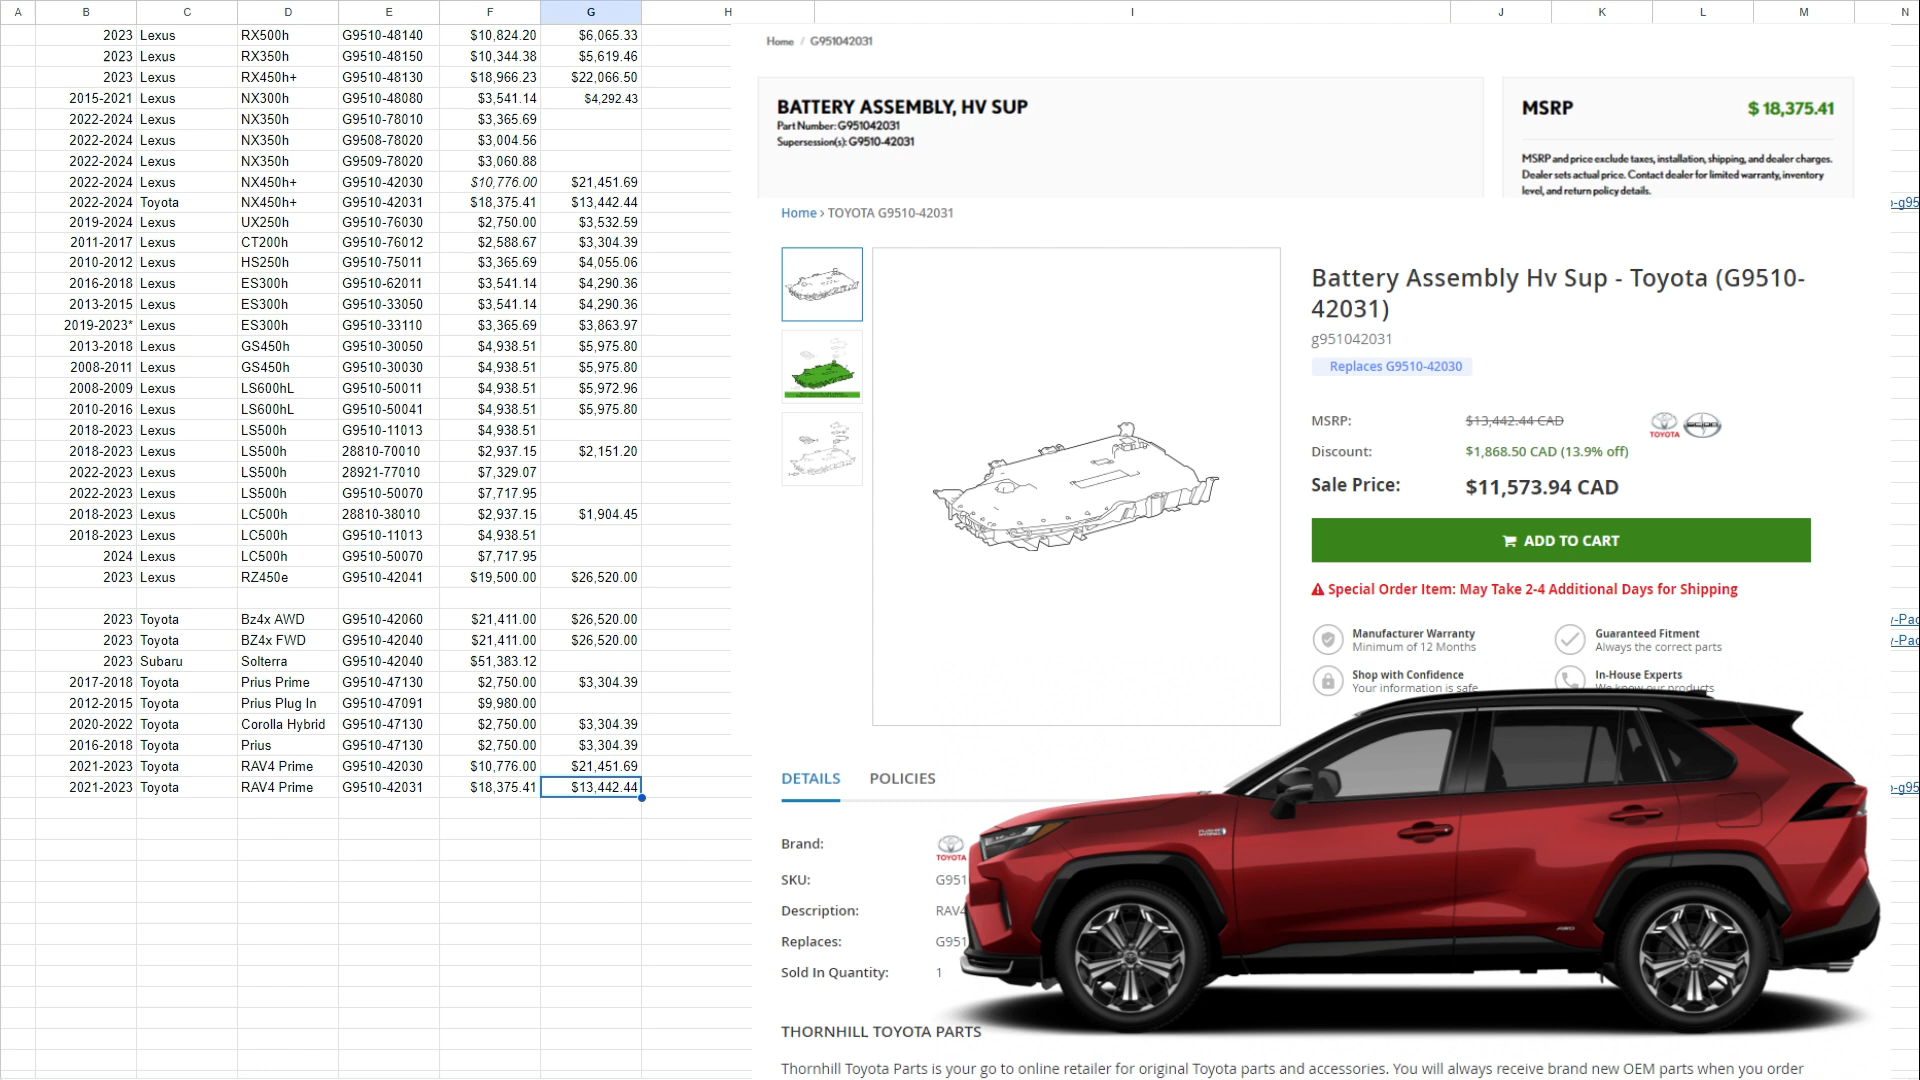 A B C D E F G H I J K L M N
2023 Lexus RX500h G9510-48140 $10,824.20 $6,065.33
2023 Lexus RX350h G9510-48150 $10,344.38 $5,619.46
2023 Lexus RX450h+ G9510-48130 $18,966.23 $22,066.50
2015-2021 Lexus NX300h G9510-48080 $3,541.14 $4,292.43
2022-2024 Lexus NX350h G9510-78010 $3,365.69
2022-2024 Lexus NX350h G9508-78020 $3,004.56
2022-2024 Lexus NX350h G9509-78020 $3,060.88
2022-2024 Lexus NX450h+ G9510-42030 $10,776.00 $21,451.69
2022-2024 Toyota NX450h+ G9510-42031 $18,375.41 $13,442.44
2019-2024 Lexus UX250h G9510-76030 $2,750.00 $3,532.59
2011-2017 Lexus CT200h G9510-76012 $2,588.67 $3,304.39
2010-2012 Lexus HS250h G9510-75011 $3,365.69 $4,055.06
2016-2018 Lexus ES300h G9510-62011 $3,541.14 $4,290.36
2013-2015 Lexus ES300h G9510-33050 $3,541.14 $4,290.36
2019-2023* Lexus ES300h G9510-33110 $3,365.69 $3,863.97
2013-2018 Lexus GS450h G9510-30050 $4,938.51 $5,975.80
2008-2011 Lexus GS450h G9510-30030 $4,938.51 $5,975.80
2008-2009 Lexus LS600hL G9510-50011 $4,938.51 $5,972.96
2010-2016 Lexus LS600hL G9510-50041 $4,938.51 $5,975.80
2018-2023 Lexus LS500h G9510-11013 $4,938.51
2018-2023 Lexus LS500h 28810-70010 $2,937.15 $2,151.20
2022-2023 Lexus LS500h 28921-77010 $7,329.07
2022-2023 Lexus LS500h G9510-50070 $7,717.95
2018-2023 Lexus LC500h 28810-38010 $2,937.15 $1,904.45
2018-2023 Lexus LC500h G9510-11013 $4,938.51
2024 Lexus LC500h G9510-50070 $7,717.95
2023 Lexus RZ450e G9510-42041 $19,500.00 $26,520.00
2023 Toyota Bz4x AWD G9510-42060 $21,411.00 $26,520.00
2023 Toyota BZ4x FWD G9510-42040 $21,411.00 $26,520.00
2023 Subaru Solterra G9510-42040 $51,383.12
2017-2018 Toyota Prius Prime G9510-47130 $2,750.00 $3,304.39
2012-2015 Toyota Prius Plug In G9510-47091 $9,980.00
2020-2022 Toyota Corolla Hybrid G9510-47130 $2,750.00 $3,304.39
2016-2018 Toyota Prius G9510-47130 $2,750.00 $3,304.39
2021-2023 Toyota RAV4 Prime G9510-42030 $10,776.00 $21,451.69
2021-2023 Toyota RAV4 Prime G9510-42031 $18,375.41 $13,442.44
Home / G951042031
BATTERY ASSEMBLY, HV SUP
Part Number: G951042031
Supersession(s): G9510-42031
MSRP $ 18,375.41
MSRP and price exclude taxes, installation, shipping, and dealer charges.
Dealer sets actual price. Contact dealer for limited warranty, inventory
level, and return policy details.
Home › TOYOTA G9510-42031
Battery Assembly Hv Sup - Toyota (G9510-
42031)
g951042031
Replaces G9510-42030
MSRP: $13,442.44 CAD
TOYOTA SCION
Discount: $1,868.50 CAD (13.9% off)
Sale Price: $11,573.94 CAD
ADD TO CART
Special Order Item: May Take 2-4 Additional Days for Shipping
Manufacturer Warranty
Minimum of 12 Months
Guaranteed Fitment
Always the correct parts
Shop with Confidence
Your information is safe
In-House Experts
We know our products
DETAILS POLICIES
Brand: TOYOTA
SKU: G951
Description: RAV4
Replaces: G951
Sold In Quantity: 1
THORNHILL TOYOTA PARTS
Thornhill Toyota Parts is your go to online retailer for original Toyota parts and accessories. You will always receive brand new OEM parts when you order
o-g95
y-Pac
y-Pac
o-g95
AWD